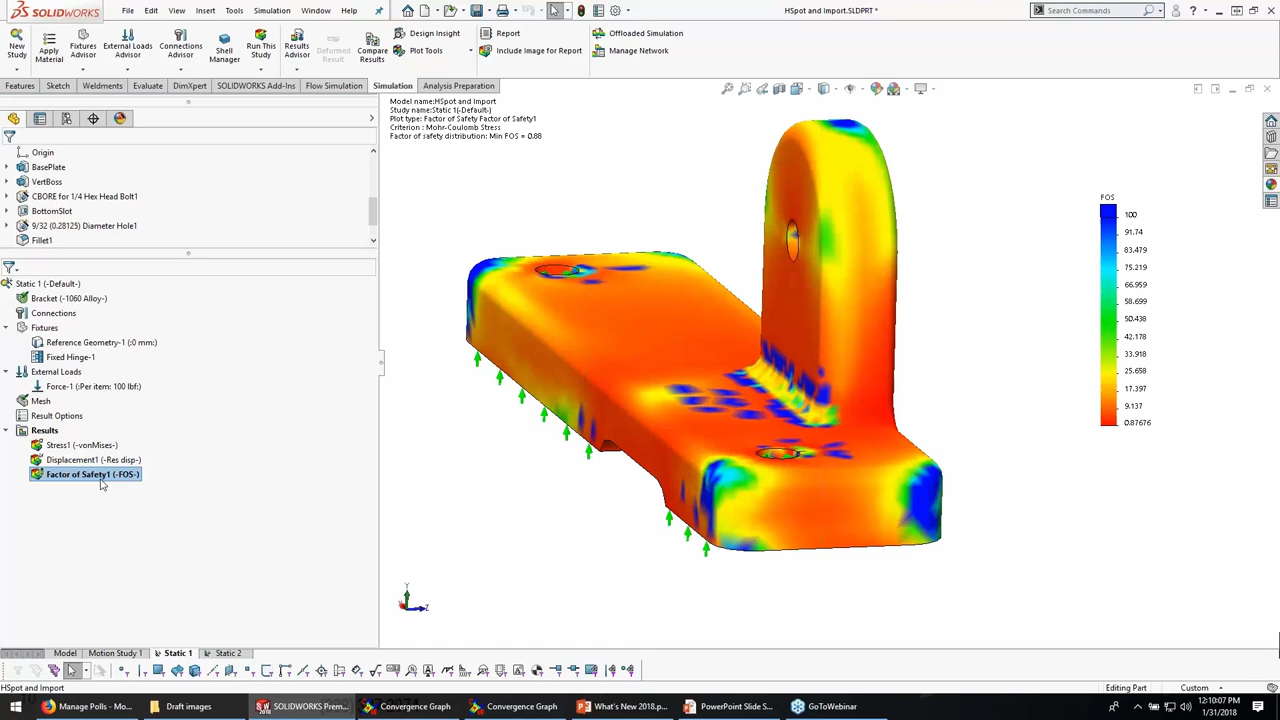 SOLIDWORKS
File
Edit
View
Insert
Tools
Simulation
Window
Help
HSpot and Import.SLDPRT *
Search Commands
New Study
Apply Material
Fixtures Advisor
External Loads Advisor
Connections Advisor
Shell Manager
Run This Study
Results Advisor
Deformed Result
Compare Results
Design Insight
Plot Tools
Report
Include Image for Report
Offloaded Simulation
Manage Network
Features
Sketch
Weldments
Evaluate
DimXpert
SOLIDWORKS Add-Ins
Flow Simulation
Simulation
Analysis Preparation
Model name:HSpot and Import
Study name:Static 1(-Default-)
Plot type: Factor of Safety Factor of Safety1
Criterion : Mohr-Coulomb Stress
Factor of safety distribution: Min FOS = 0.88
Origin
BasePlate
VertBoss
CBORE for 1/4 Hex Head Bolt1
BottomSlot
9/32 (0.28125) Diameter Hole1
Fillet1
Static 1 (-Default-)
Bracket (-1060 Alloy-)
Connections
Fixtures
Reference Geometry-1 (:0 mm:)
Fixed Hinge-1
External Loads
Force-1 (:Per item: 100 lbf:)
Mesh
Result Options
Results
Stress1 (-vonMises-)
Displacement1 (-Res disp-)
Factor of Safety1 (-FOS-)
FOS
100
91.74
83.479
75.219
66.959
58.699
50.438
42.178
33.918
25.658
17.397
9.137
0.87676
Y
Z
Model
Motion Study 1
Static 1
Static 2
HSpot and Import
Editing Part
Custom
Manage Polls - Mo...
Draft images
SOLIDWORKS Prem...
Convergence Graph
Convergence Graph
What's New 2018.p...
PowerPoint Slide S...
GoToWebinar
12:10:07 PM
1/31/2018